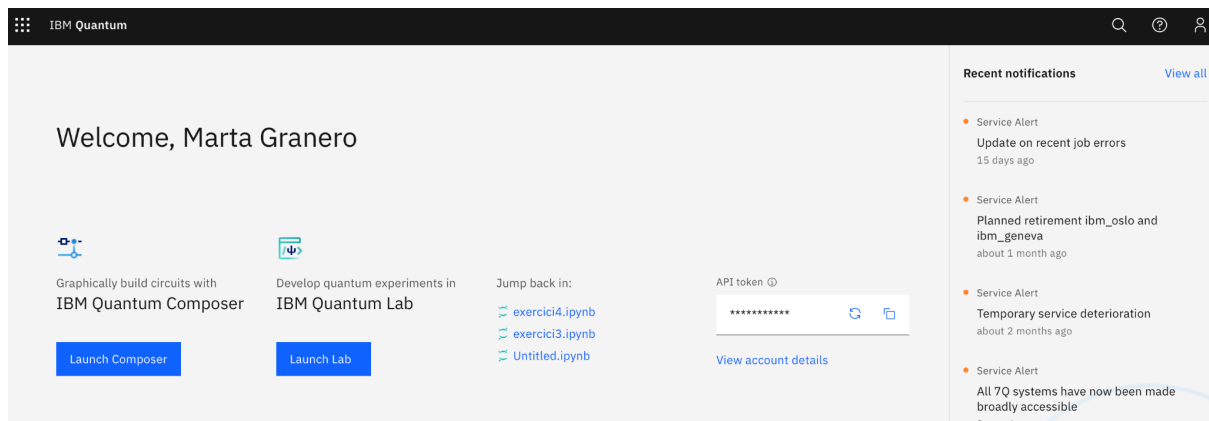 IBM Quantum
Welcome, Marta Granero
Graphically build circuits with
IBM Quantum Composer
Launch Composer
Develop quantum experiments in
IBM Quantum Lab
Launch Lab
Jump back in:
exercici4.ipynb
exercici3.ipynb
Untitled.ipynb
API token
***********
View account details
Recent notifications
View all
Service Alert
Update on recent job errors
15 days ago
Service Alert
Planned retirement ibm_oslo and
ibm_geneva
about 1 month ago
Service Alert
Temporary service deterioration
about 2 months ago
Service Alert
All 7Q systems have now been made
broadly accessible